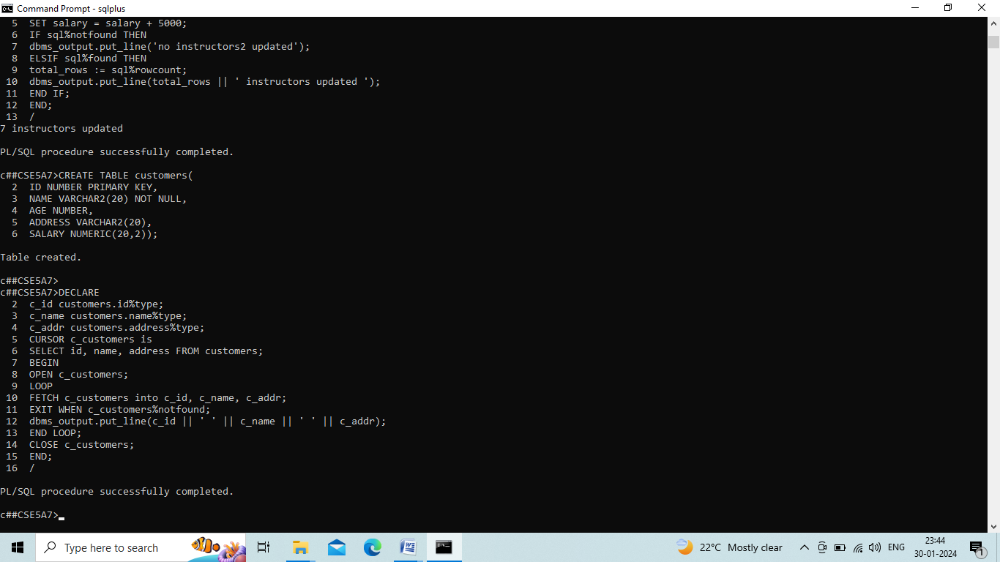 Command Prompt - sqlplus
  5  SET salary = salary + 5000;
  6  IF sql%notfound THEN
  7  dbms_output.put_line('no instructors2 updated');
  8  ELSIF sql%found THEN
  9  total_rows := sql%rowcount;
 10  dbms_output.put_line(total_rows || ' instructors updated ');
 11  END IF;
 12  END;
 13  /
7 instructors updated
PL/SQL procedure successfully completed.
c##CSE5A7>CREATE TABLE customers(
  2  ID NUMBER PRIMARY KEY,
  3  NAME VARCHAR2(20) NOT NULL,
  4  AGE NUMBER,
  5  ADDRESS VARCHAR2(20),
  6  SALARY NUMERIC(20,2));
Table created.
c##CSE5A7>
c##CSE5A7>DECLARE
  2  c_id customers.id%type;
  3  c_name customers.name%type;
  4  c_addr customers.address%type;
  5  CURSOR c_customers is
  6  SELECT id, name, address FROM customers;
  7  BEGIN
  8  OPEN c_customers;
  9  LOOP
 10  FETCH c_customers into c_id, c_name, c_addr;
 11  EXIT WHEN c_customers%notfound;
 12  dbms_output.put_line(c_id || ' ' || c_name || ' ' || c_addr);
 13  END LOOP;
 14  CLOSE c_customers;
 15  END;
 16  /
PL/SQL procedure successfully completed.
c##CSE5A7>
Type here to search
22°C Mostly clear
ENG
23:44
30-01-2024
1